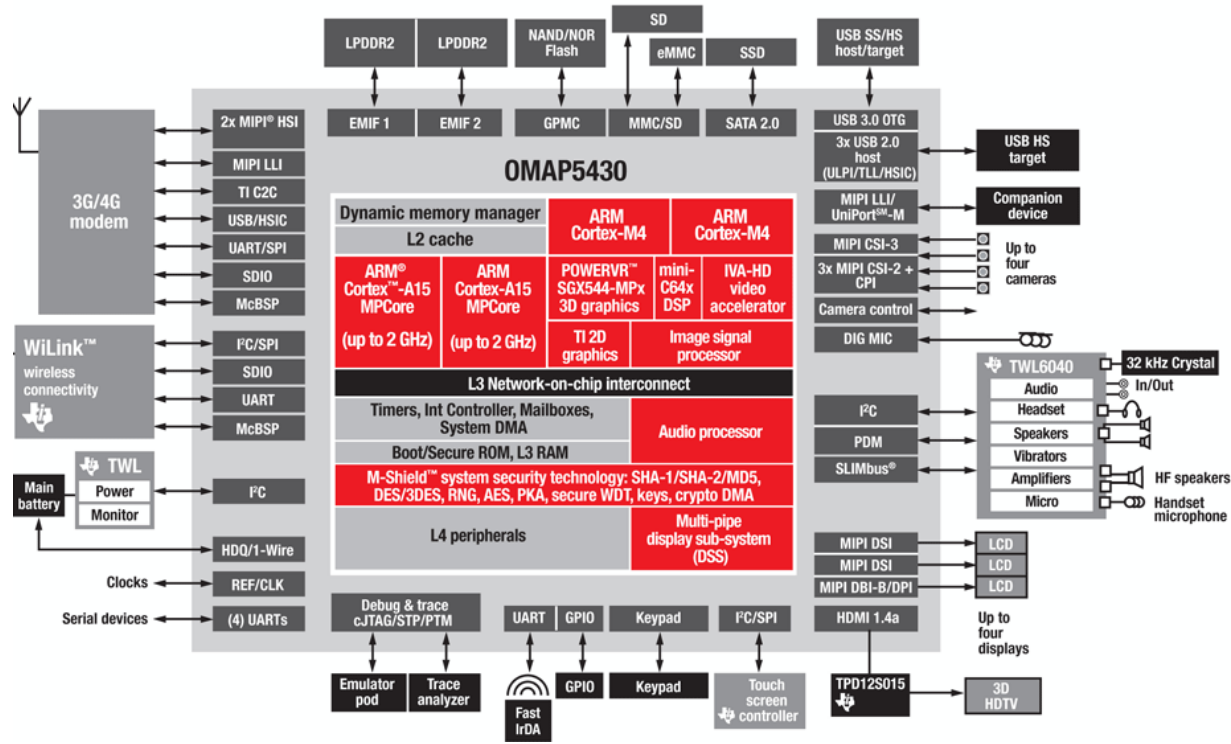 SD
LPDDR2
LPDDR2
NAND/NOR
Flash
eMMC
SSD
USB SS/HS
host/target
2x MIPI® HSI
EMIF 1
EMIF 2
GPMC
MMC/SD
SATA 2.0
USB 3.0 OTG
3x USB 2.0
host
(ULPI/TLL/HSIC)
USB HS
target
OMAP5430
3G/4G
modem
MIPI LLI
TI C2C
USB/HSIC
UART/SPI
SDIO
McBSP
MIPI LLI/
UniPort℠-M
Companion
device
MIPI CSI-3
3x MIPI CSI-2 +
CPI
Up to
four
cameras
Camera control
DIG MIC
Dynamic memory manager
L2 cache
ARM
Cortex-M4
ARM
Cortex-M4
ARM®
Cortex™-A15
MPCore
(up to 2 GHz)
ARM
Cortex-A15
MPCore
(up to 2 GHz)
POWERVR™
SGX544-MPx
3D graphics
mini-
C64x
DSP
IVA-HD
video
accelerator
TI 2D
graphics
Image signal
processor
L3 Network-on-chip interconnect
Timers, Int Controller, Mailboxes,
System DMA
Boot/Secure ROM, L3 RAM
Audio processor
M-Shield™ system security technology: SHA-1/SHA-2/MD5,
DES/3DES, RNG, AES, PKA, secure WDT, keys, crypto DMA
L4 peripherals
Multi-pipe
display sub-system
(DSS)
WiLink™
wireless
connectivity
I²C/SPI
SDIO
UART
McBSP
TWL
Power
Monitor
Main
battery
I²C
HDQ/1-Wire
Clocks
REF/CLK
Serial devices
(4) UARTs
I²C
PDM
SLIMbus®
TWL6040
32 kHz Crystal
Audio
In/Out
Headset
Speakers
Vibrators
Amplifiers
HF speakers
Micro
Handset
microphone
MIPI DSI
LCD
MIPI DSI
LCD
MIPI DBI-B/DPI
LCD
HDMI 1.4a
Up to
four
displays
Debug & trace
cJTAG/STP/PTM
UART
GPIO
Keypad
I²C/SPI
Emulator
pod
Trace
analyzer
Fast
IrDA
GPIO
Keypad
Touch
screen
controller
TPD12S015
3D
HDTV